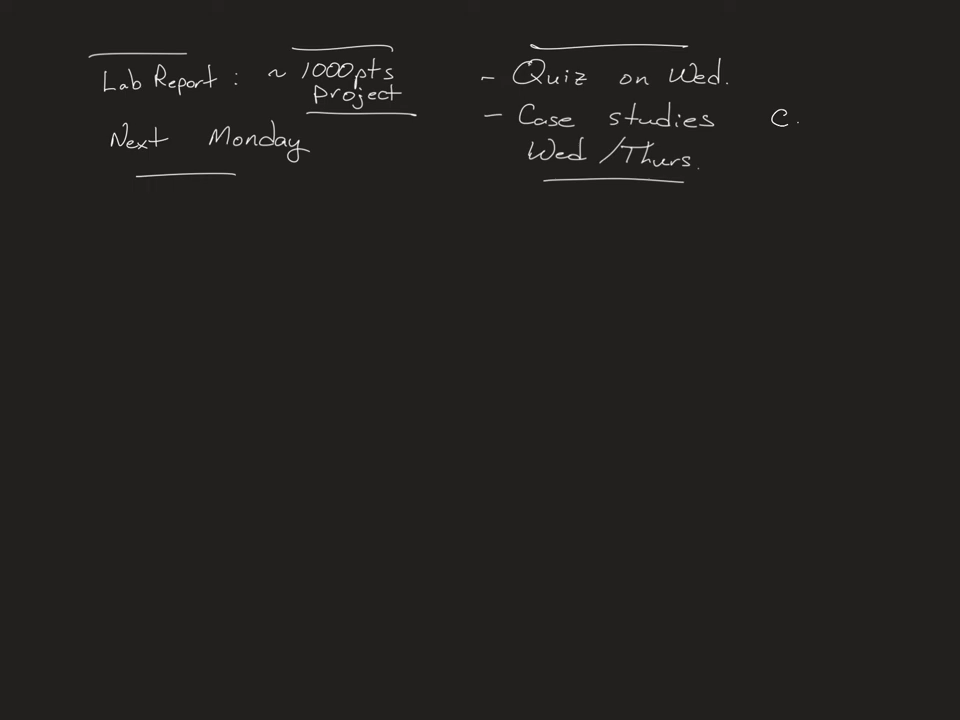 Lab Report : ~ 1000pts
Project
Next Monday
- Quiz on Wed.
- Case studies C.
Wed/Thurs.